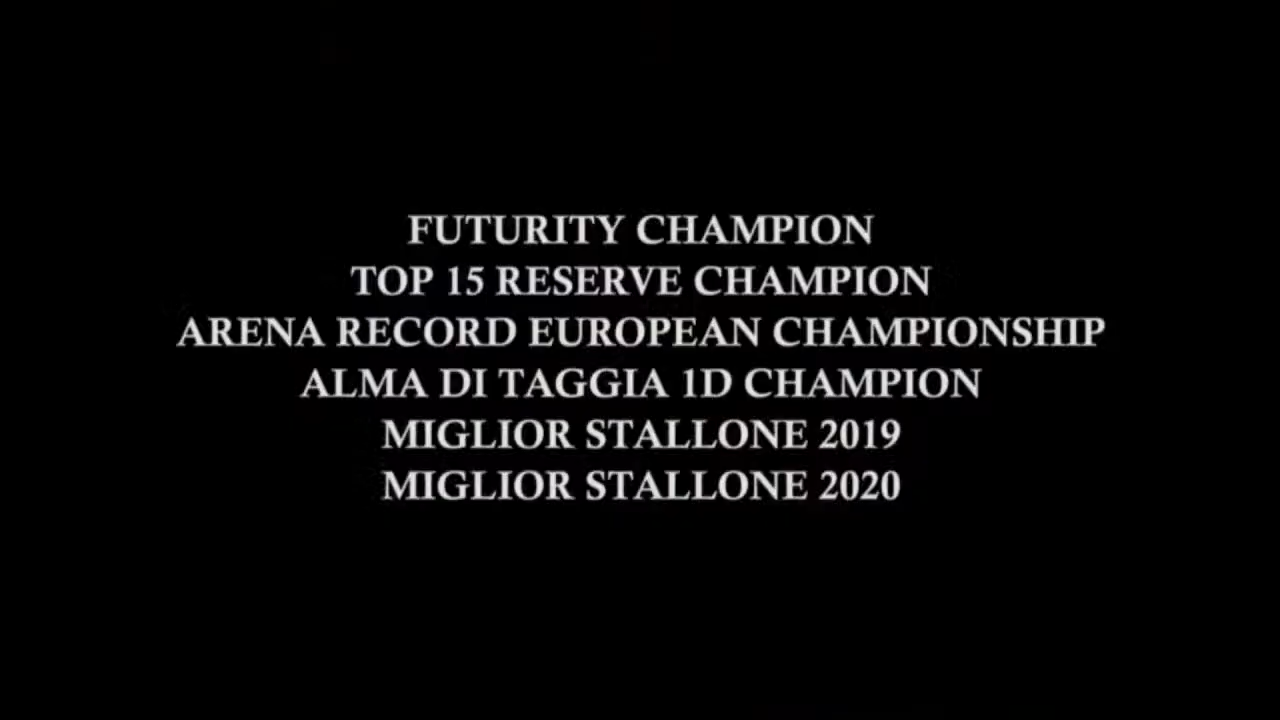 FUTURITY CHAMPION
TOP 15 RESERVE CHAMPION
ARENA RECORD EUROPEAN CHAMPIONSHIP
ALMA DI TAGGIA 1D CHAMPION
MIGLIOR STALLONE 2019
MIGLIOR STALLONE 2020